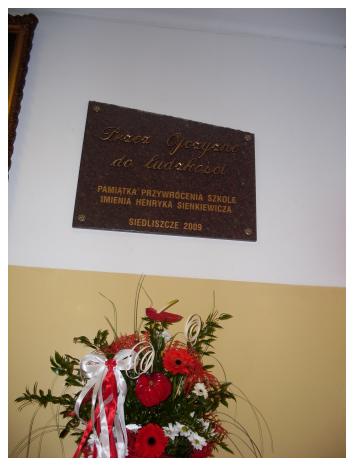 Przez Ojczyznę
do ludzkości
PAMIĄTKA PRZYWRÓCENIA SZKOLE
IMIENIA HENRYKA SIENKIEWICZA
SIEDLISZCZE 2009